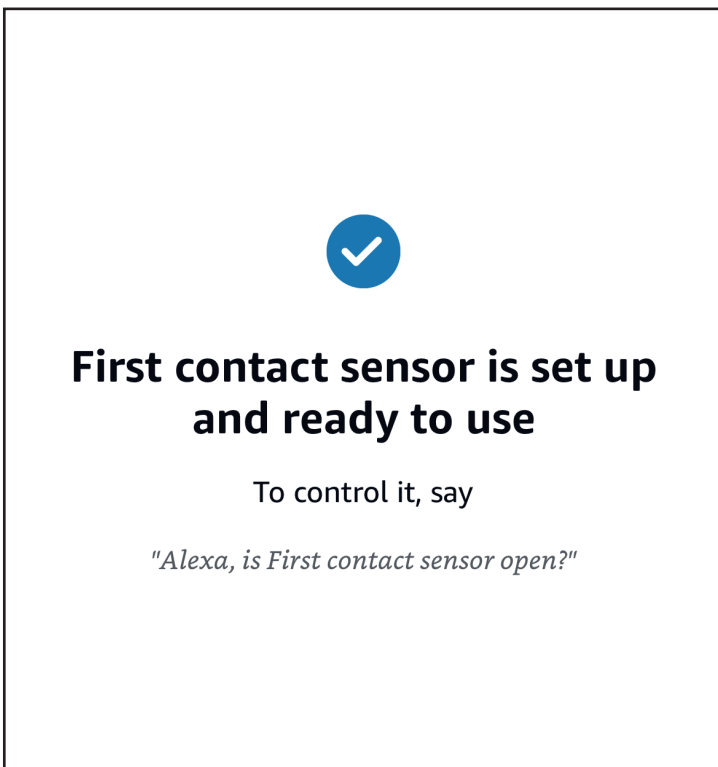 First contact sensor is set up
and ready to use
To control it, say
"Alexa, is First contact sensor open?"